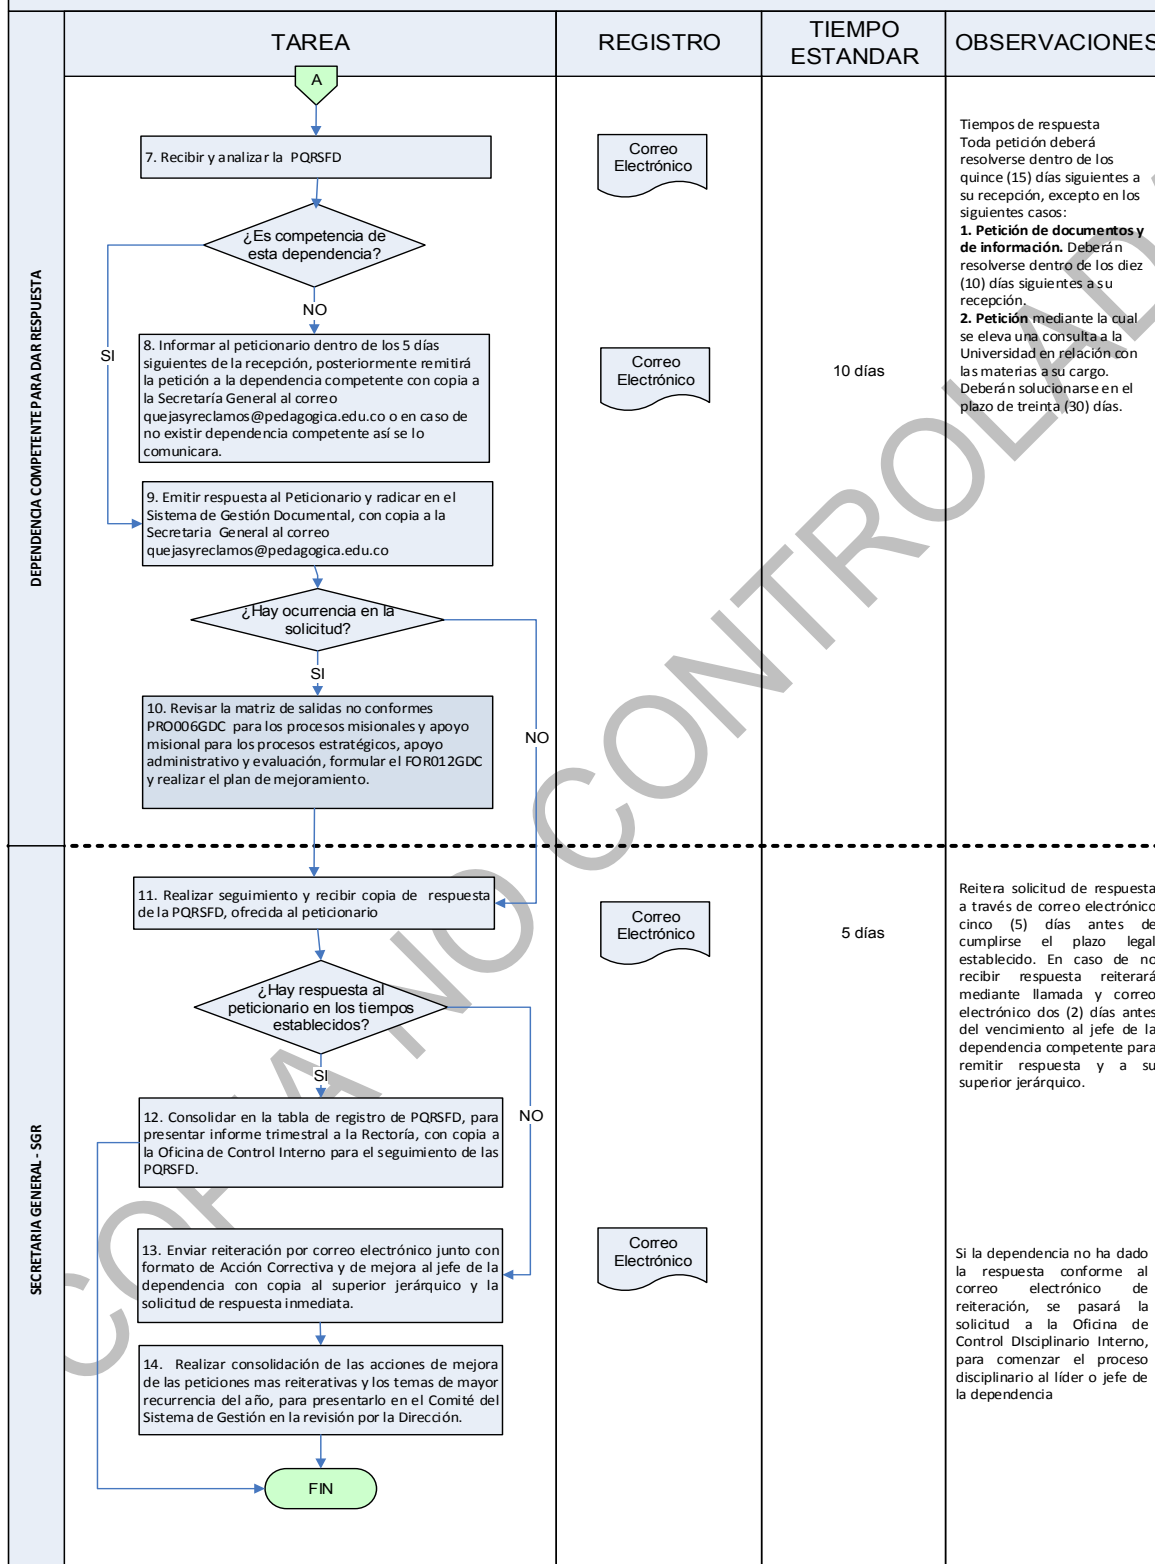 TAREA
REGISTRO
TIEMPO
ESTANDAR
OBSERVACIONES
A
DEPENDENCIA COMPETENTE PARA DAR RESPUESTA
7. Recibir y analizar la PQRSFD
Correo
Electrónico
¿Es competencia de
esta dependencia?
NO
SI
8. Informar al peticionario dentro de los 5 días
siguientes de la recepción, posteriormente remitirá
la petición a la dependencia competente con copia a
la Secretaría General al correo
quejasyreclamos@pedagogica.edu.co o en caso de
no existir dependencia competente así se lo
comunicara.
Correo
Electrónico
10 días
Tiempos de respuesta
Toda petición deberá
resolverse dentro de los
quince (15) días siguientes a
su recepción, excepto en los
siguientes casos:
1. Petición de documentos y
de información. Deberán
resolverse dentro de los diez
(10) días siguientes a su
recepción.
2. Petición mediante la cual
se eleva una consulta a la
Universidad en relación con
las materias a su cargo.
Deberán solucionarse en el
plazo de treinta (30) días.
9. Emitir respuesta al Peticionario y radicar en el
Sistema de Gestión Documental, con copia a la
Secretaria General al correo
quejasyreclamos@pedagogica.edu.co
¿Hay ocurrencia en la
solicitud?
SI
NO
10. Revisar la matriz de salidas no conformes
PRO006GDC para los procesos misionales y apoyo
misional para los procesos estratégicos, apoyo
administrativo y evaluación, formular el FOR012GDC
y realizar el plan de mejoramiento.
SECRETARIA GENERAL - SGR
11. Realizar seguimiento y recibir copia de respuesta
de la PQRSFD, ofrecida al peticionario
Correo
Electrónico
5 días
Reitera solicitud de respuesta
a través de correo electrónico
cinco (5) días antes de
cumplirse el plazo legal
establecido. En caso de no
recibir respuesta reiterará
mediante llamada y correo
electrónico dos (2) días antes
del vencimiento al jefe de la
dependencia competente para
remitir respuesta y a su
superior jerárquico.
¿Hay respuesta al
peticionario en los tiempos
establecidos?
SI
NO
12. Consolidar en la tabla de registro de PQRSFD, para
presentar informe trimestral a la Rectoría, con copia a
la Oficina de Control Interno para el seguimiento de las
PQRSFD.
13. Enviar reiteración por correo electrónico junto con
formato de Acción Correctiva y de mejora al jefe de la
dependencia con copia al superior jerárquico y la
solicitud de respuesta inmediata.
Correo
Electrónico
Si la dependencia no ha dado
la respuesta conforme al
correo electrónico de
reiteración, se pasará la
solicitud a la Oficina de
Control DIsciplinario Interno,
para comenzar el proceso
disciplinario al líder o jefe de
la dependencia
14. Realizar consolidación de las acciones de mejora
de las peticiones mas reiterativas y los temas de mayor
recurrencia del año, para presentarlo en el Comité del
Sistema de Gestión en la revisión por la Dirección.
FIN
COPIA NO CONTROLAD